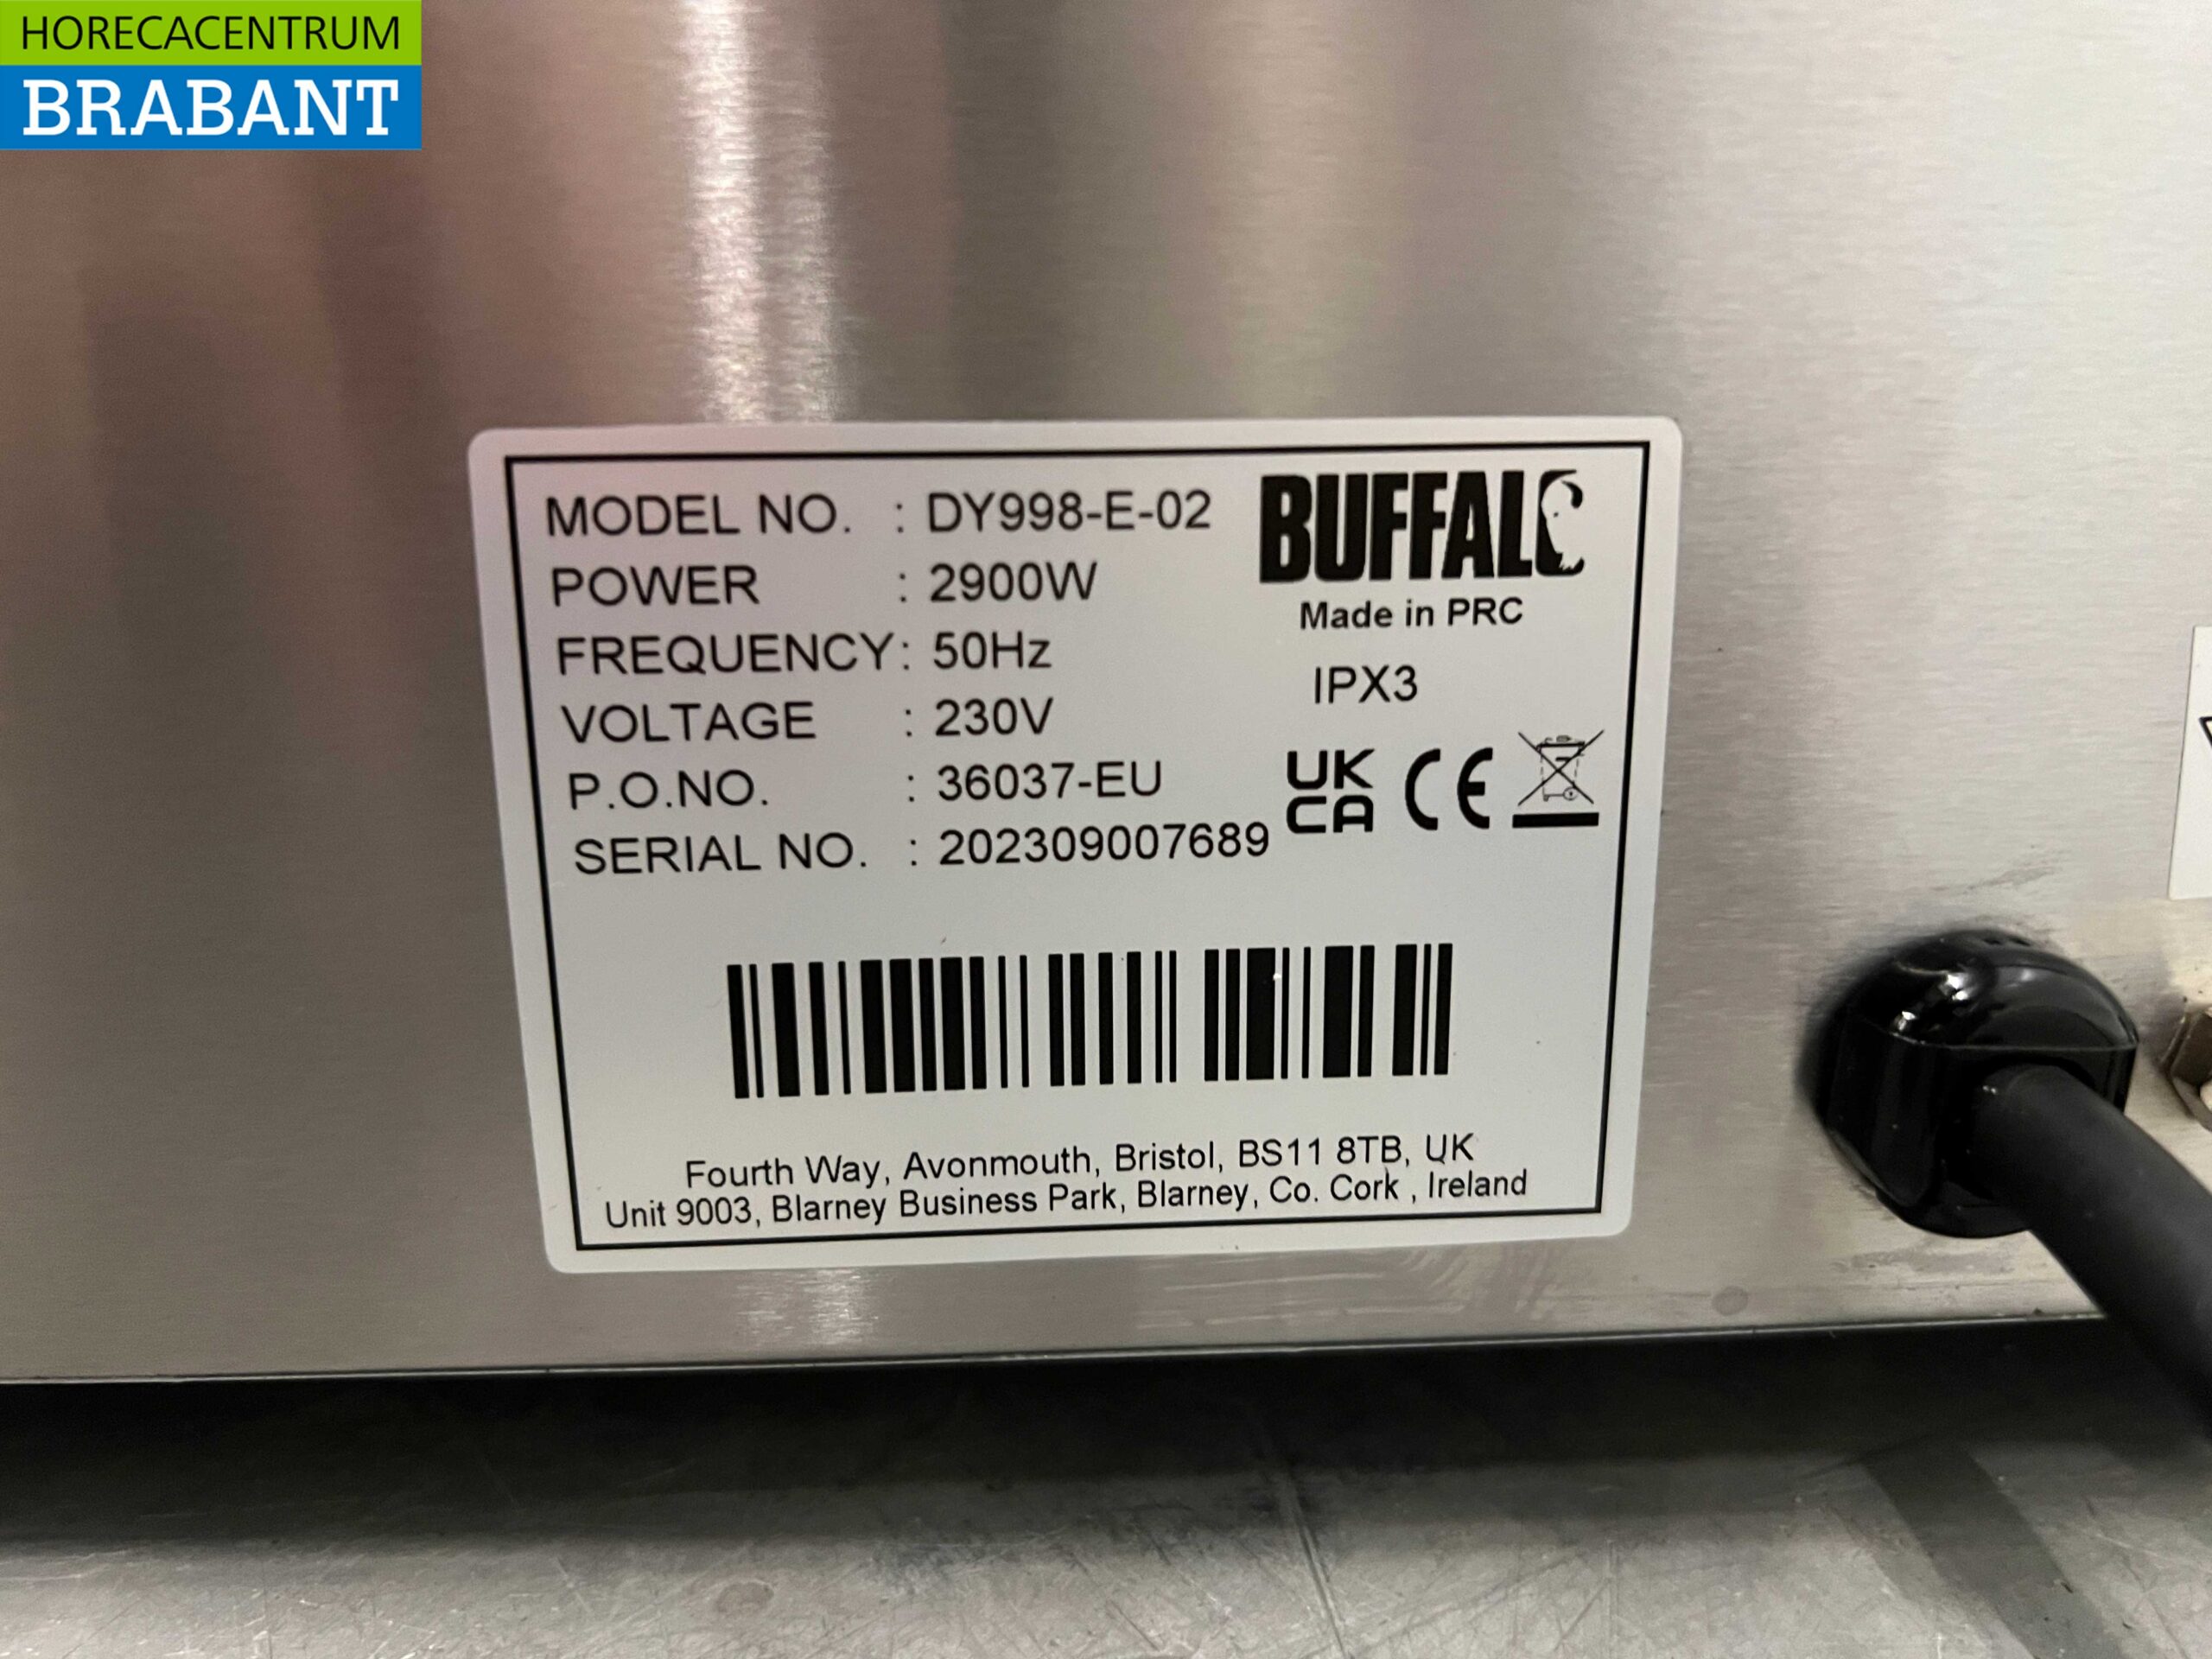 HORECACENTRUM
BRABANT
MODEL NO. : DY998-E-02
POWER : 2900W
FREQUENCY: 50Hz
VOLTAGE : 230V
P.O.NO. : 36037-EU
SERIAL NO. : 202309007689
BUFFALO
Made in PRC
IPX3
UK
CA
CE
Fourth Way, Avonmouth, Bristol, BS11 8TB, UK
Unit 9003, Blarney Business Park, Blarney, Co. Cork , Ireland